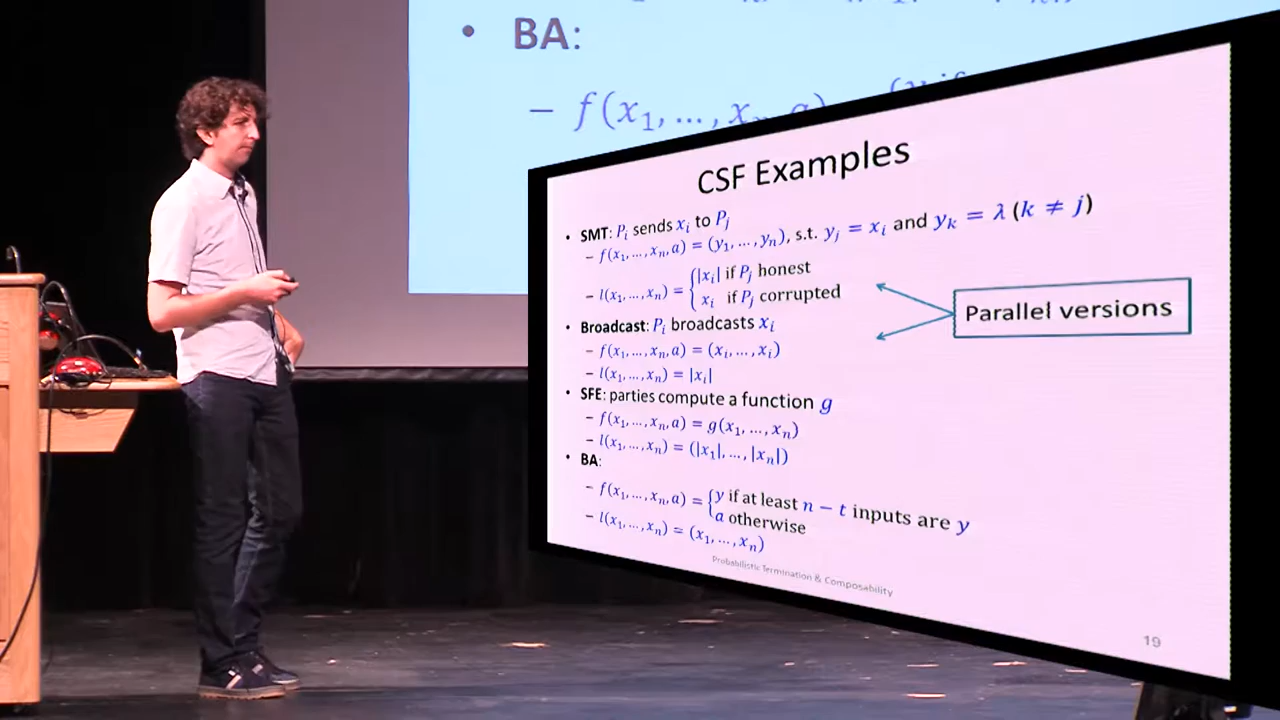 • BA:
– f(x₁, …, xₙ, a)
CSF Examples
• SMT: Pᵢ sends xᵢ to Pⱼ
– f(x₁, …, xₙ, a) = (y₁, …, yₙ), s.t. yⱼ = xᵢ and yₖ = λ (k ≠ j)
– l(x₁, …, xₙ) = { |xᵢ| if Pⱼ honest
xᵢ if Pⱼ corrupted
Parallel versions
• Broadcast: Pᵢ broadcasts xᵢ
– f(x₁, …, xₙ, a) = (xᵢ, …, xᵢ)
– l(x₁, …, xₙ) = |xᵢ|
• SFE: parties compute a function g
– f(x₁, …, xₙ, a) = g(x₁, …, xₙ)
– l(x₁, …, xₙ) = (|x₁|, …, |xₙ|)
• BA:
– f(x₁, …, xₙ, a) = { y if at least n − t inputs are y
a otherwise
– l(x₁, …, xₙ) = (x₁, …, xₙ)
Probabilistic Termination & Composability
19